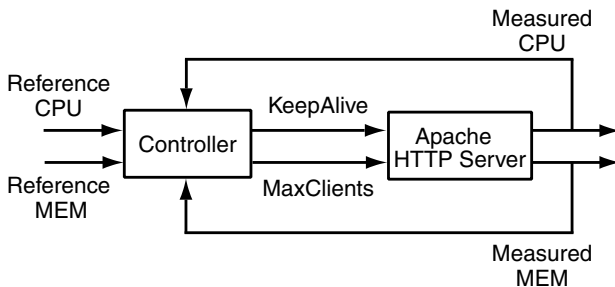 Measured
CPU
Reference
CPU
KeepAlive
Controller
Apache
HTTP Server
Reference
MEM
MaxClients
Measured
MEM